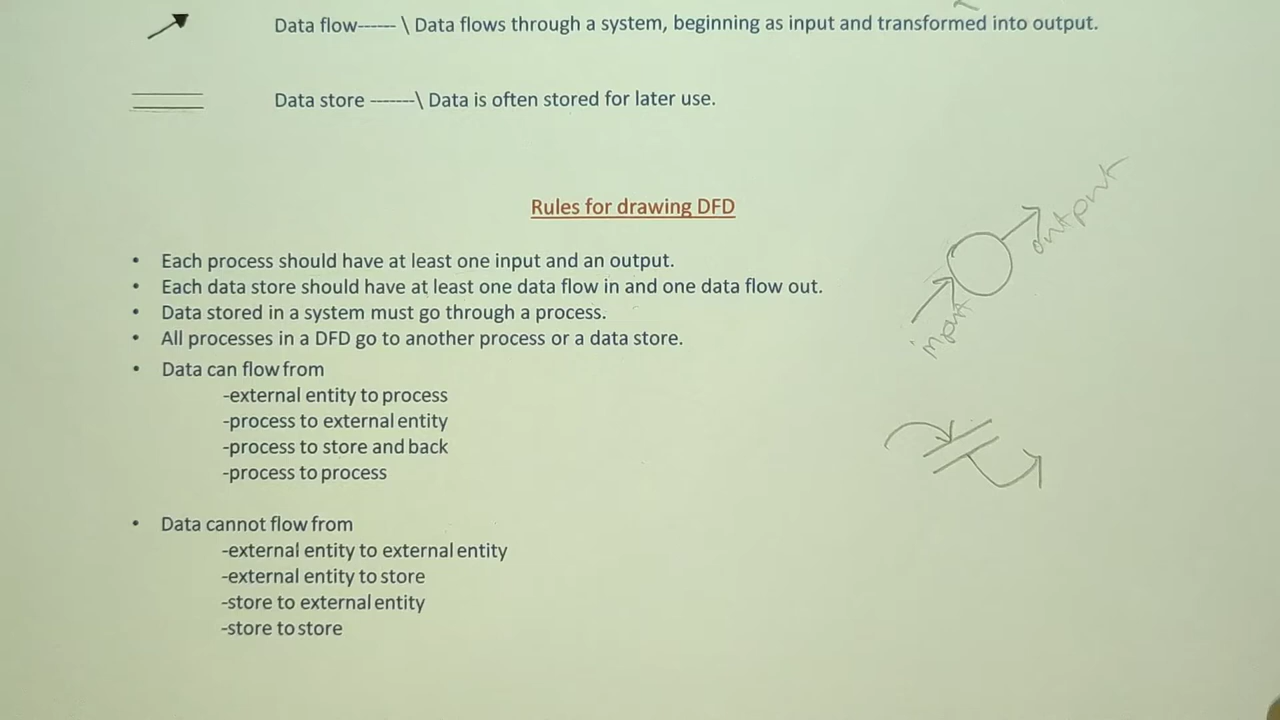 Data flow------ \ Data flows through a system, beginning as input and transformed into output.
Data store -------\ Data is often stored for later use.
Rules for drawing DFD
• Each process should have at least one input and an output.
• Each data store should have at least one data flow in and one data flow out.
• Data stored in a system must go through a process.
• All processes in a DFD go to another process or a data store.
• Data can flow from
-external entity to process
-process to external entity
-process to store and back
-process to process
• Data cannot flow from
-external entity to external entity
-external entity to store
-store to external entity
-store to store
output
input